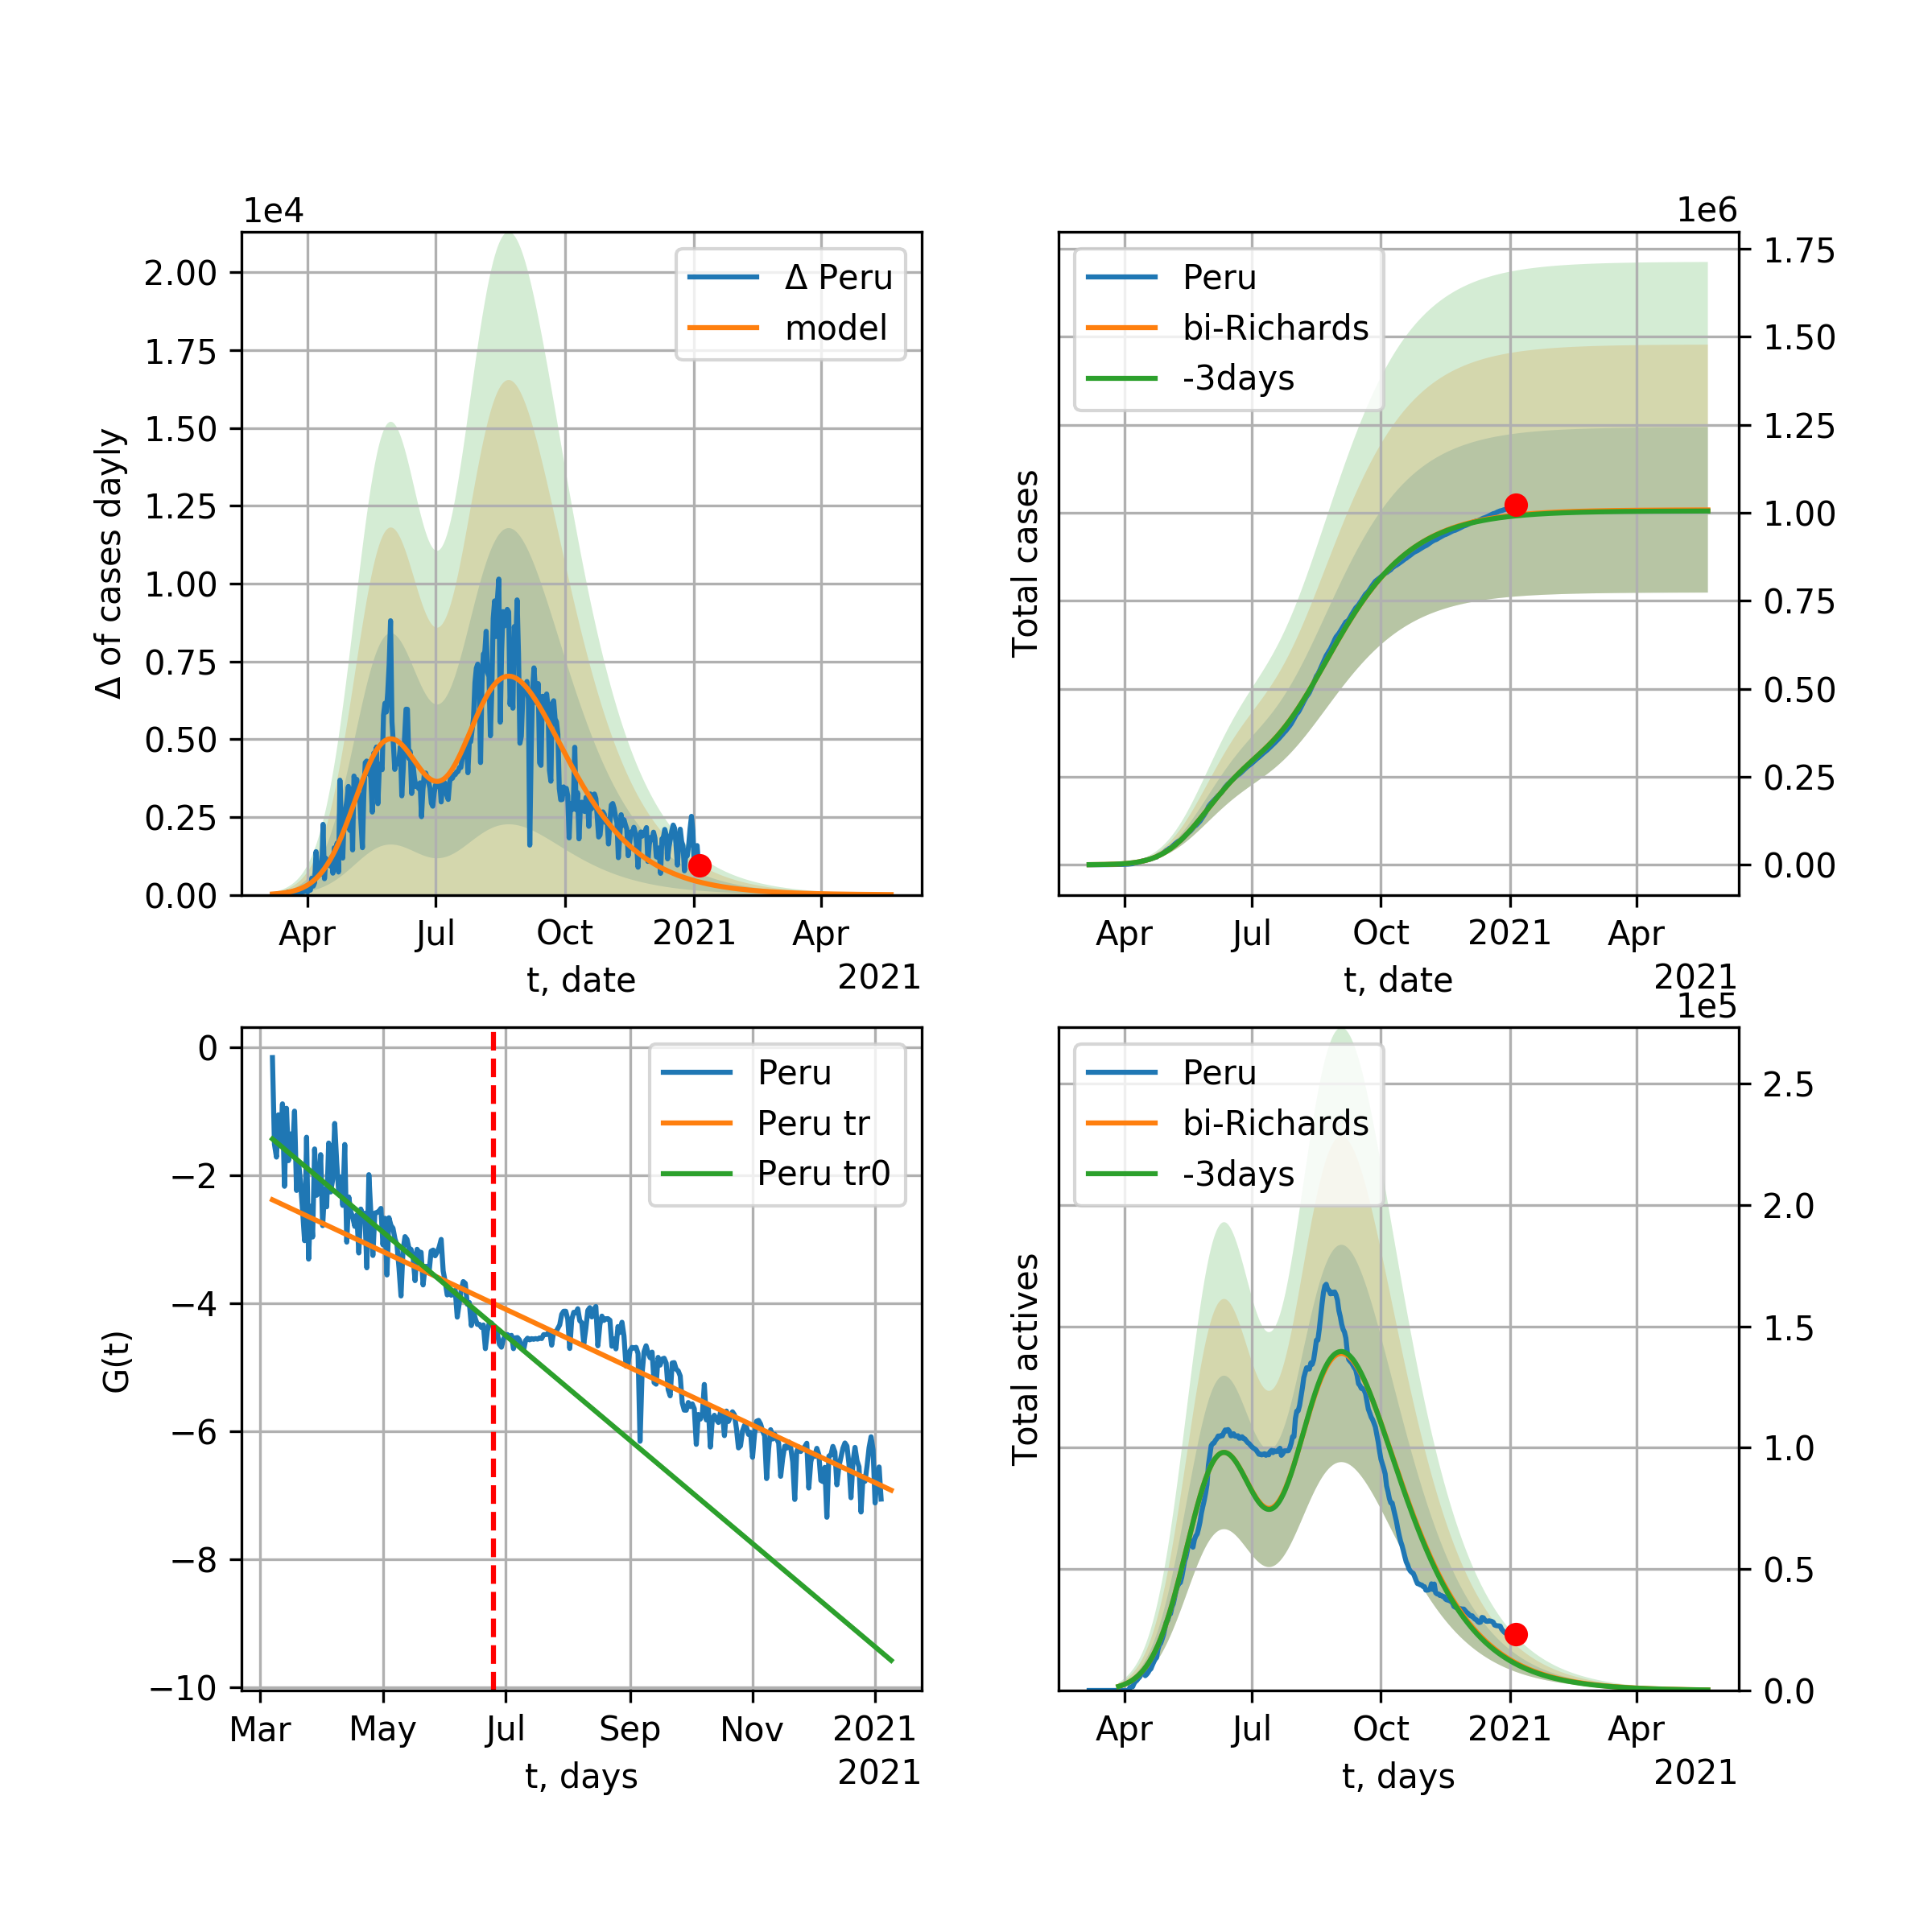 1e4
2.00
1.75
1.50
1.25
1.00
0.75
0.50
0.25
0.00
Δ of cases dayly
Δ Peru
model
Apr Jul Oct 2021 Apr
t, date
2021
1e6
1.75
1.50
1.25
1.00
0.75
0.50
0.25
0.00
Total cases
Peru
bi-Richards
-3days
Apr Jul Oct 2021 Apr
t, date
2021
0
−2
−4
−6
−8
−10
G(t)
Peru
Peru tr
Peru tr0
Mar May Jul Sep Nov 2021
t, days
2021
1e5
2.5
2.0
1.5
1.0
0.5
0.0
Total actives
Peru
bi-Richards
-3days
Apr Jul Oct 2021 Apr
t, days
2021